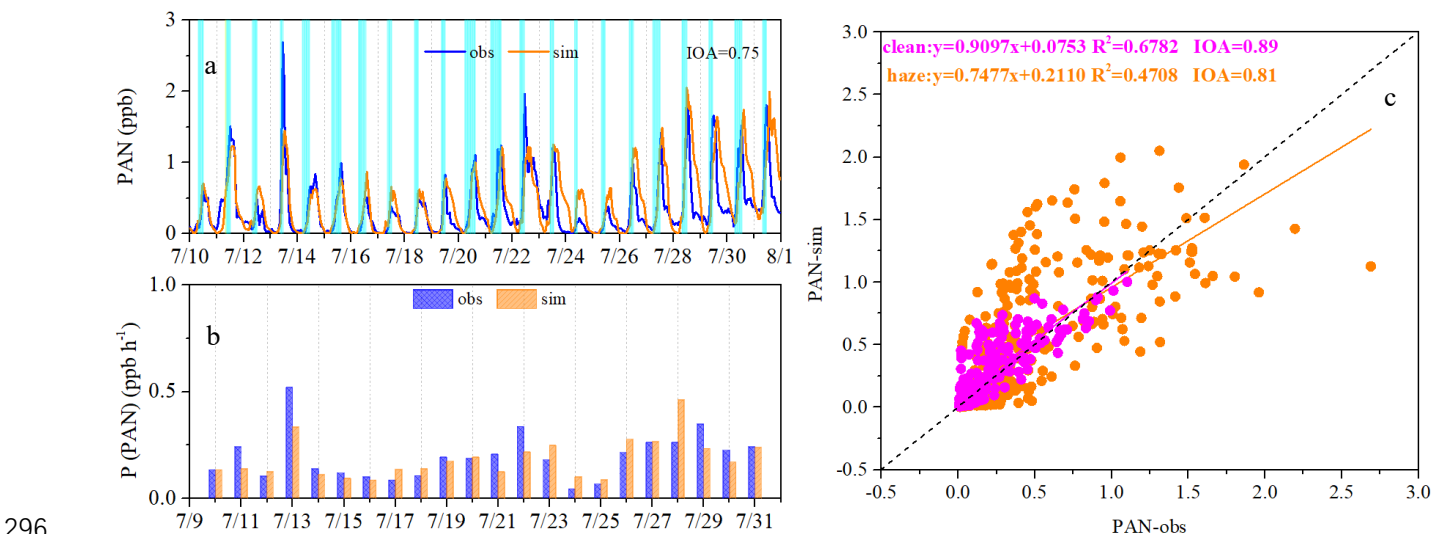 3
2
1
0
PAN (ppb)
a
obs sim
IOA=0.75
7/10 7/12 7/14 7/16 7/18 7/20 7/22 7/24 7/26 7/28 7/30 8/1
1.0
0.5
0.0
P (PAN) (ppb h⁻¹)
b
obs sim
7/9 7/11 7/13 7/15 7/17 7/19 7/21 7/23 7/25 7/27 7/29 7/31
3.0
2.5
2.0
1.5
1.0
0.5
0.0
-0.5
PAN-sim
clean:y=0.9097x+0.0753 R²=0.6782 IOA=0.89
haze:y=0.7477x+0.2110 R²=0.4708 IOA=0.81
c
-0.5 0.0 0.5 1.0 1.5 2.0 2.5 3.0
PAN-obs
296